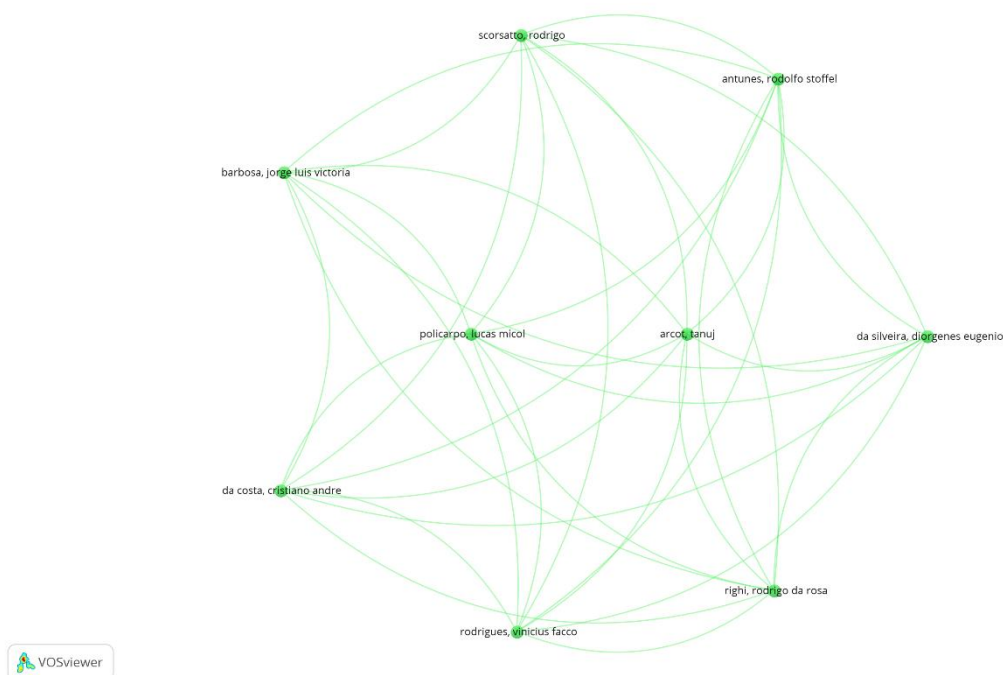 scorsatto, rodrigo
antunes, rodolfo stoffel
barbosa, jorge luis victoria
policarpo, lucas micol
arcot, tanuj
da silveira, diorgenes eugenio
da costa, cristiano andre
righi, rodrigo da rosa
rodrigues, vinicius facco
VOSviewer